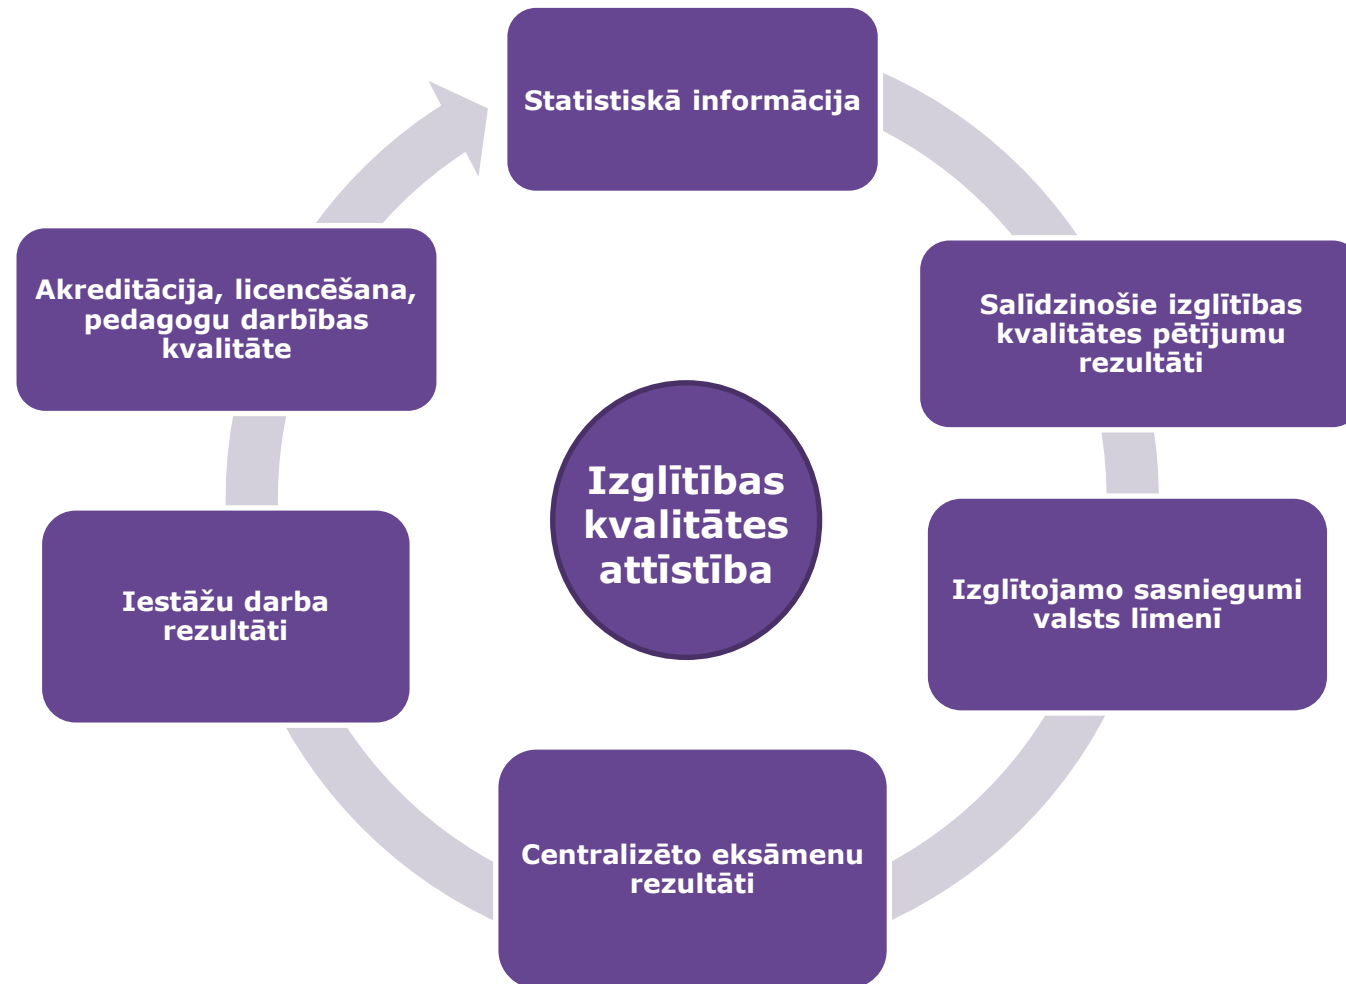 Statistiskā informācija
Salīdzinošie izglītības
kvalitātes pētījumu
rezultāti
Izglītojamo sasniegumi
valsts līmenī
Centralizēto eksāmenu
rezultāti
Iestāžu darba
rezultāti
Akreditācija, licencēšana,
pedagogu darbības
kvalitāte
Izglītības
kvalitātes
attīstība